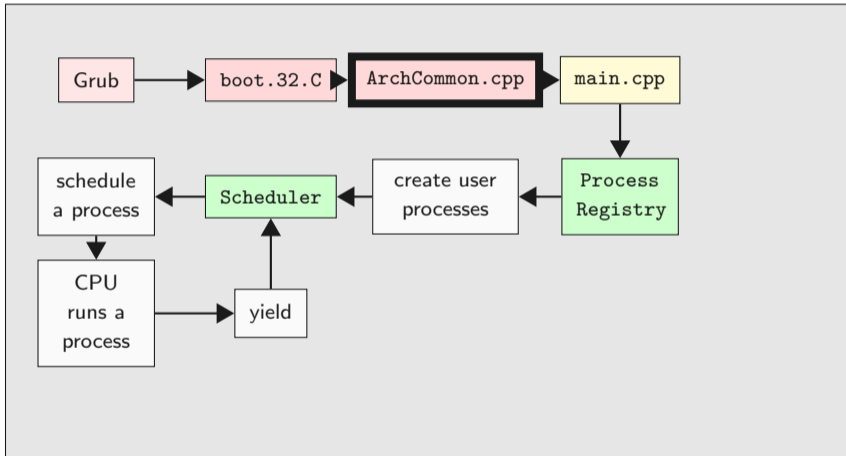 Grub
boot.32.C
ArchCommon.cpp
main.cpp
schedule
a process
Scheduler
create user
processes
Process
Registry
CPU
runs a
process
yield